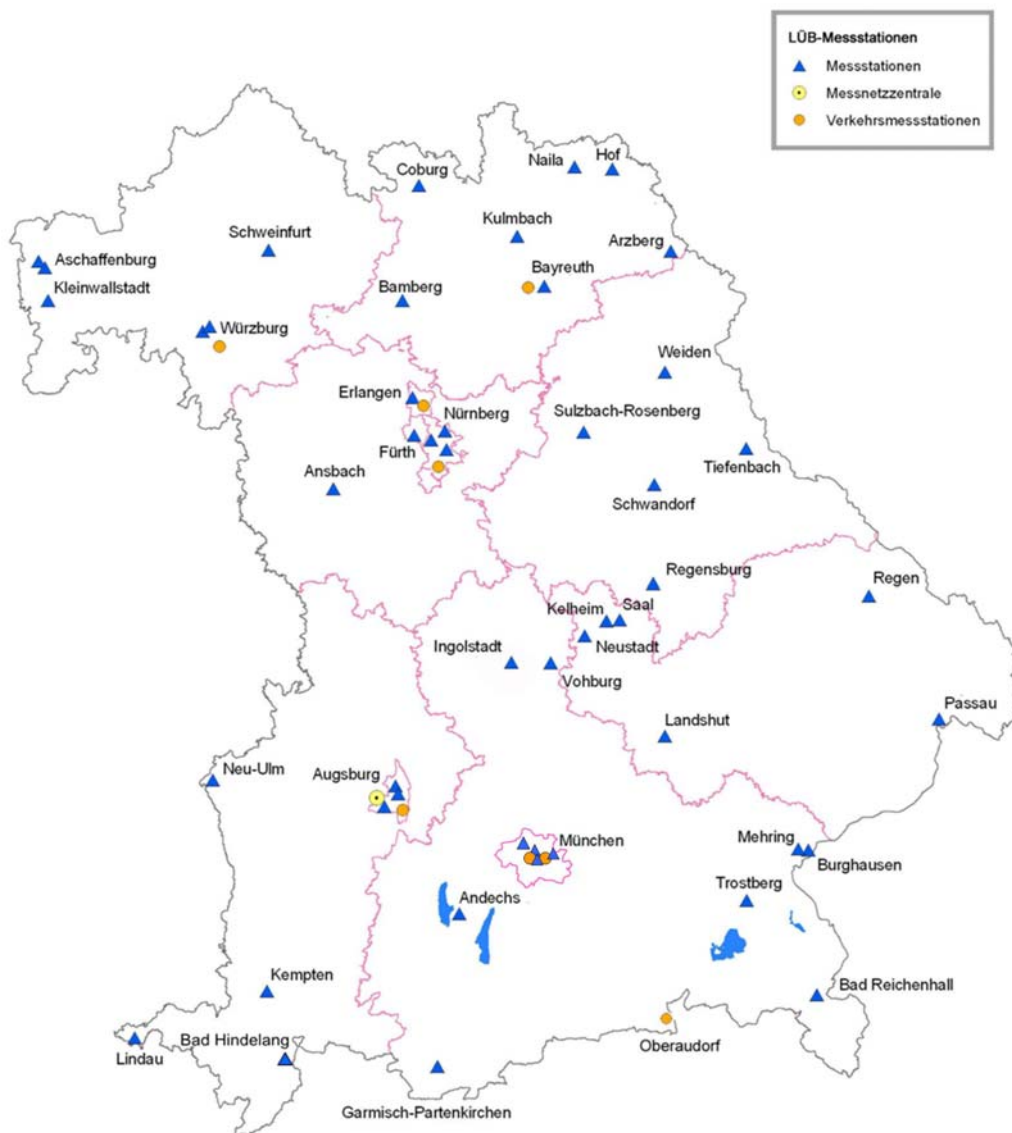 LÜB-Messstationen
Messstationen
Messnetzzentrale
Verkehrsmessstationen
Naila
Hof
Coburg
Kulmbach
Schweinfurt
Arzberg
Aschaffenburg
Bayreuth
Kleinwallstadt
Bamberg
Würzburg
Weiden
Erlangen
Sulzbach-Rosenberg
Nürnberg
Fürth
Tiefenbach
Ansbach
Schwandorf
Regensburg
Regen
Kelheim
Saal
Ingolstadt
Neustadt
Vohburg
Passau
Landshut
Neu-Ulm
Augsburg
München
Mehring
Burghausen
Trostberg
Andechs
Kempten
Bad Reichenhall
Bad Hindelang
Oberaudorf
Lindau
Garmisch-Partenkirchen